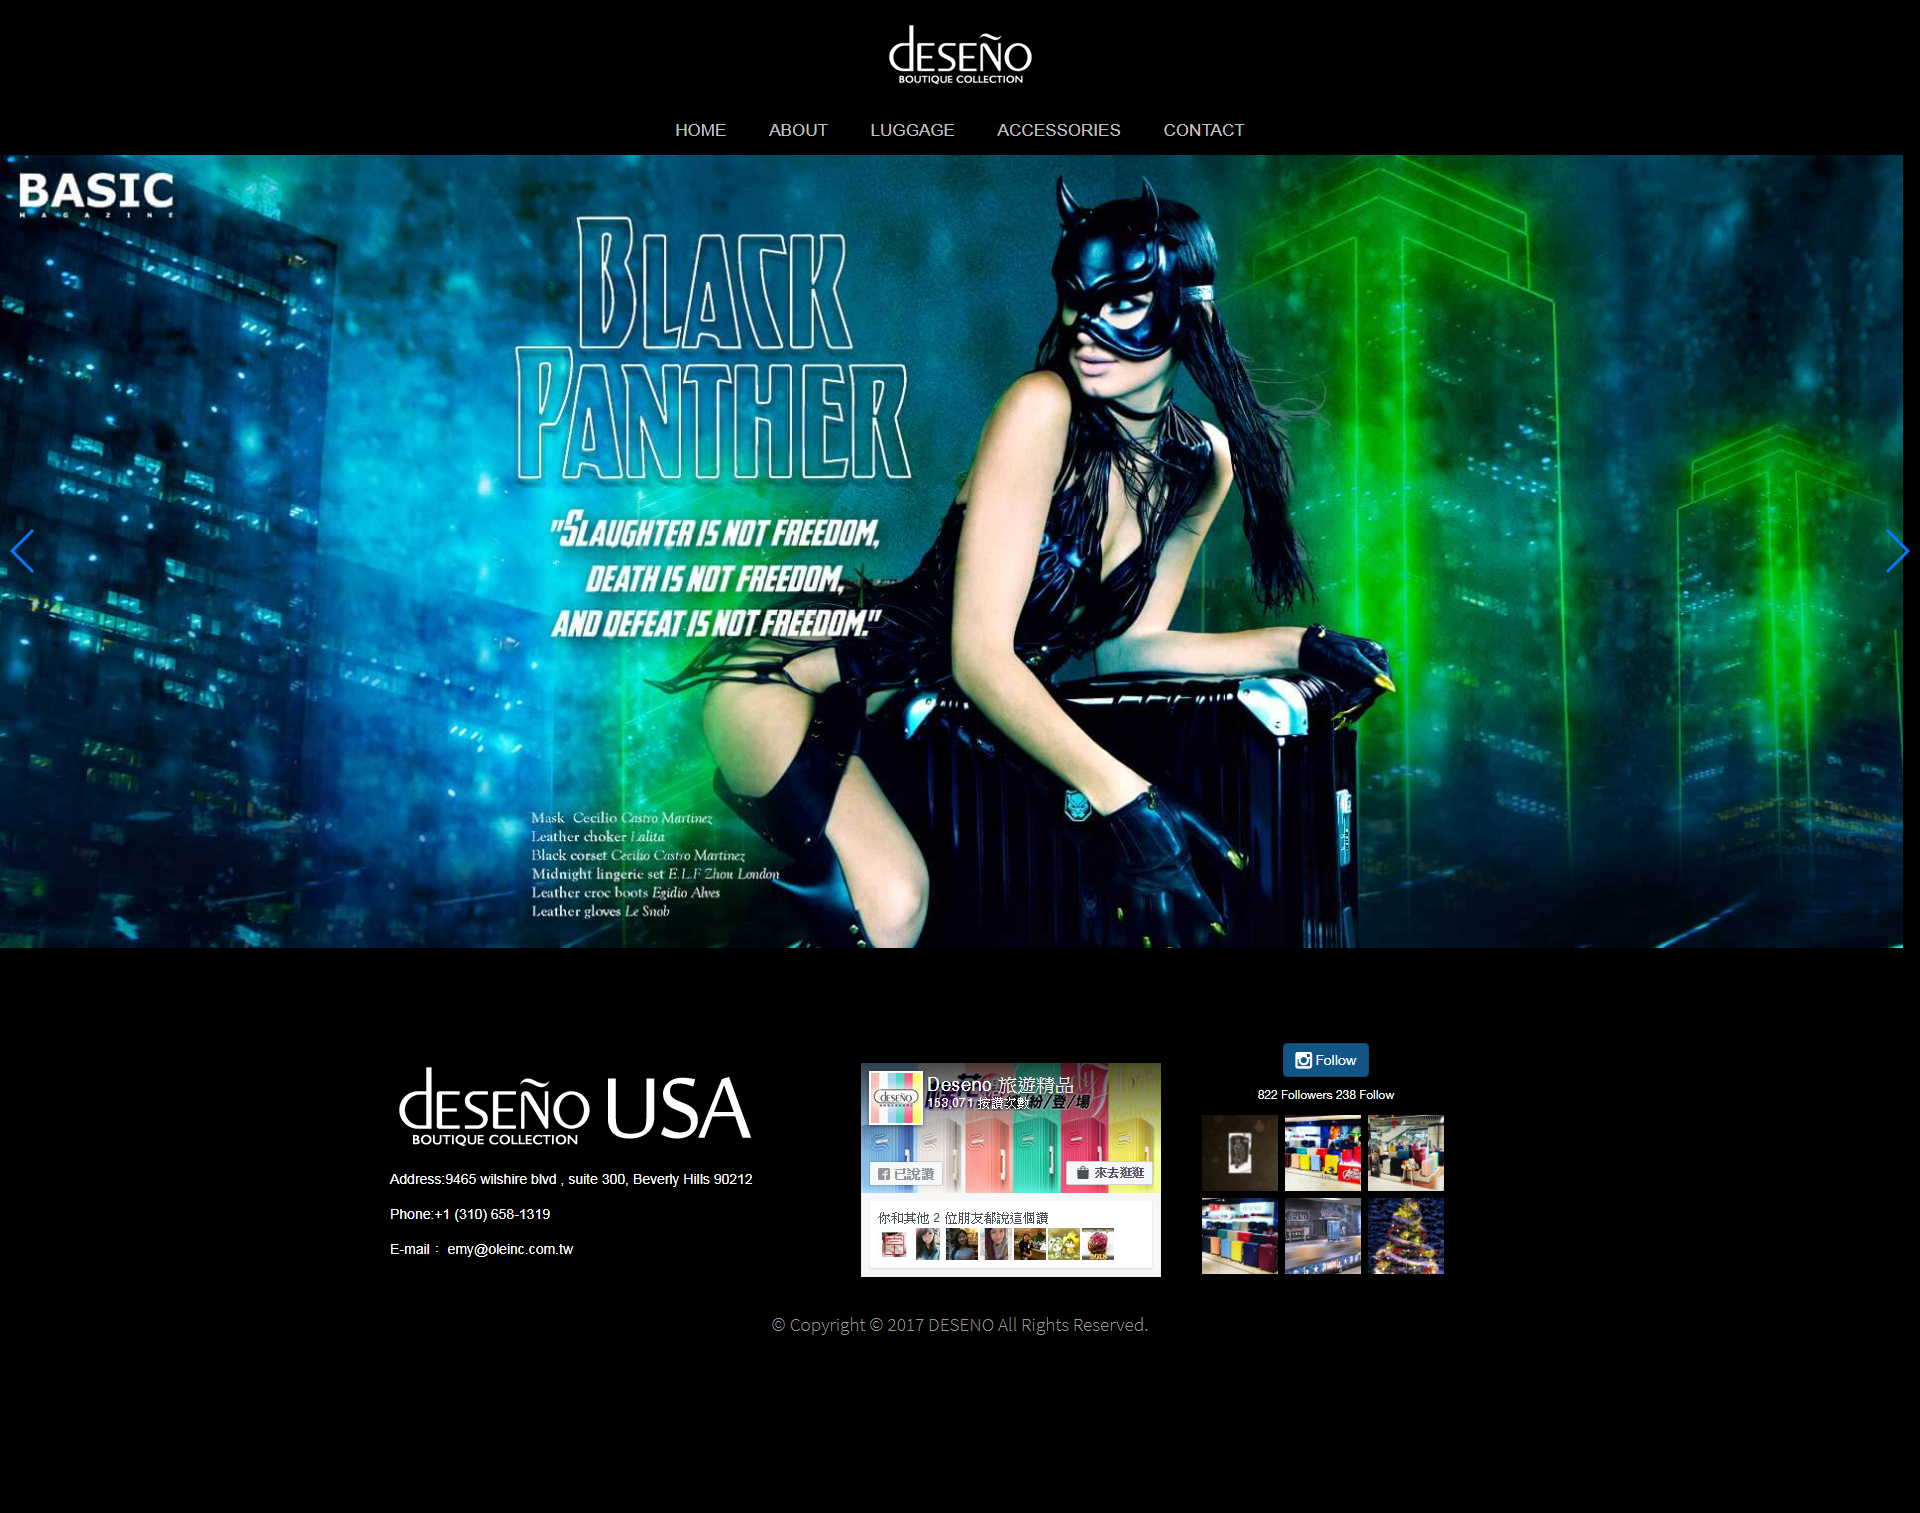 deSEÑO
BOUTIQUE COLLECTION
HOME ABOUT LUGGAGE ACCESSORIES CONTACT
BASIC
MAGAZINE
BLACK
PANTHER
"SLAUGHTER IS NOT FREEDOM,
DEATH IS NOT FREEDOM,
AND DEFEAT IS NOT FREEDOM."
Mask Cecilio Castro Martinez
Leather choker Lalita
Black corset Cecilio Castro Martinez
Midnight lingerie set E.L.F Zhou London
Leather croc boots Egidio Alves
Leather gloves Le Snob
deSEÑO USA
BOUTIQUE COLLECTION
Address:9465 wilshire blvd , suite 300, Beverly Hills 90212
Phone:+1 (310) 658-1319
E-mail： emy@oleinc.com.tw
DESEÑO
Deseno 旅遊精品
153,071 按讚次數
粉/登/場
已說讚
來去逛逛
你和其他 2 位朋友都說這個讚
2018
Follow
822 Followers 238 Follow
© Copyright © 2017 DESENO All Rights Reserved.